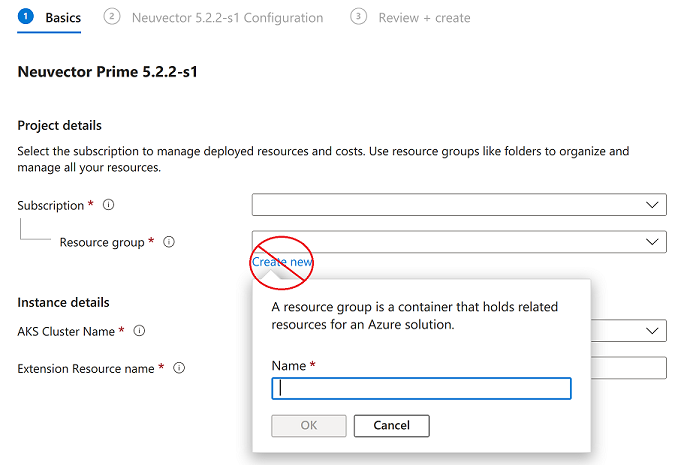 1 Basics 2 Neuvector 5.2.2-s1 Configuration 3 Review + create
Neuvector Prime 5.2.2-s1
Project details
Select the subscription to manage deployed resources and costs. Use resource groups like folders to organize and
manage all your resources.
Subscription *
Resource group *
Create new
A resource group is a container that holds related
resources for an Azure solution.
Name *
OK Cancel
Instance details
AKS Cluster Name *
Extension Resource name *